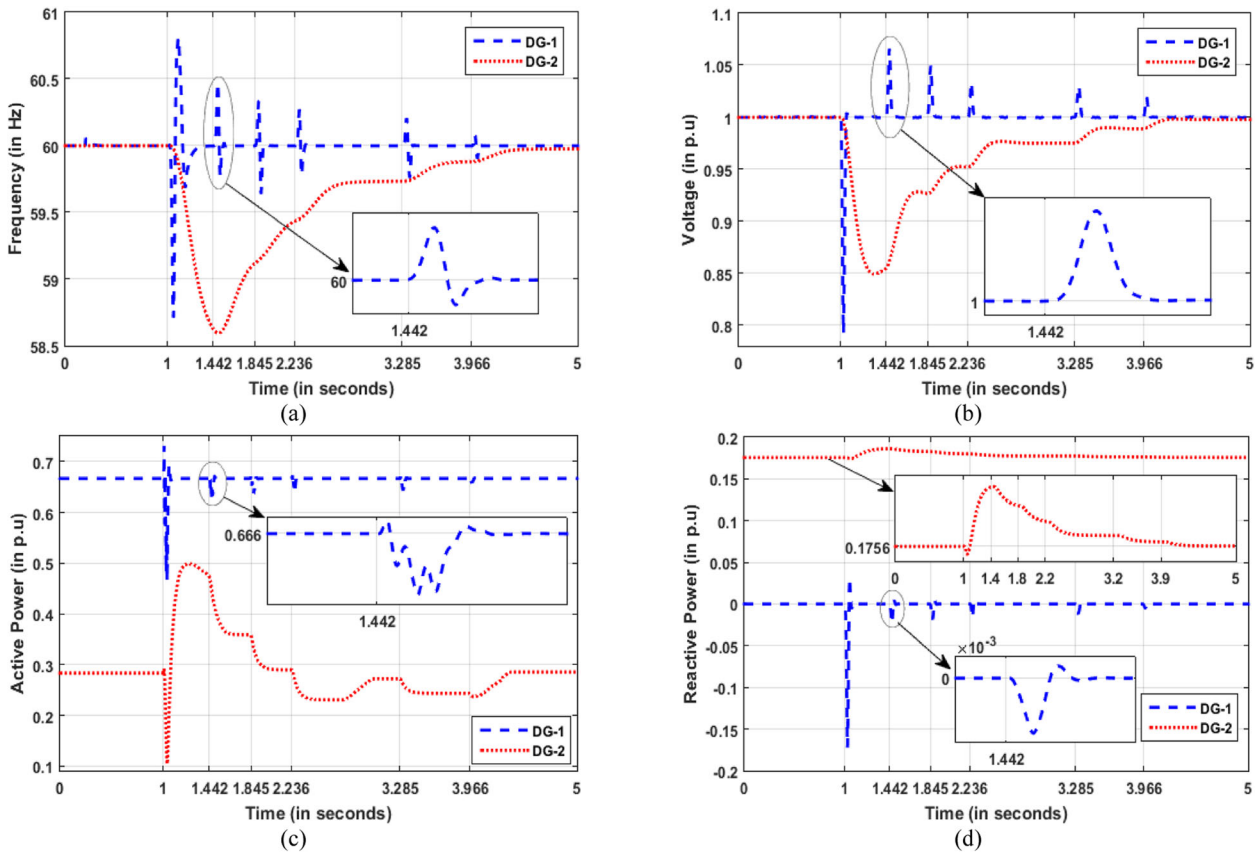 61
60.5
60
59.5
59
58.5
Frequency (in Hz)
DG-1
DG-2
60
1.442
0 1 1.442 1.845 2.236 3.285 3.966 5
Time (in seconds)
(a)
1.1
1.05
1
0.95
0.9
0.85
0.8
Voltage (in p.u)
DG-1
DG-2
1
1.442
0 1 1.442 1.845 2.236 3.285 3.966 5
Time (in seconds)
(b)
0.7
0.6
0.5
0.4
0.3
0.2
0.1
Active Power (in p.u)
0.666
1.442
DG-1
DG-2
0 1 1.442 1.845 2.236 3.285 3.966 5
Time (in seconds)
(c)
0.2
0.15
0.1
0.05
0
-0.05
-0.1
-0.15
-0.2
Reactive Power (in p.u)
0.1756
0 1 1.4 1.8 2.2 3.2 3.9 5
×10⁻³
0
1.442
DG-1
DG-2
0 1 1.442 1.845 2.236 3.285 3.966 5
Time (in seconds)
(d)